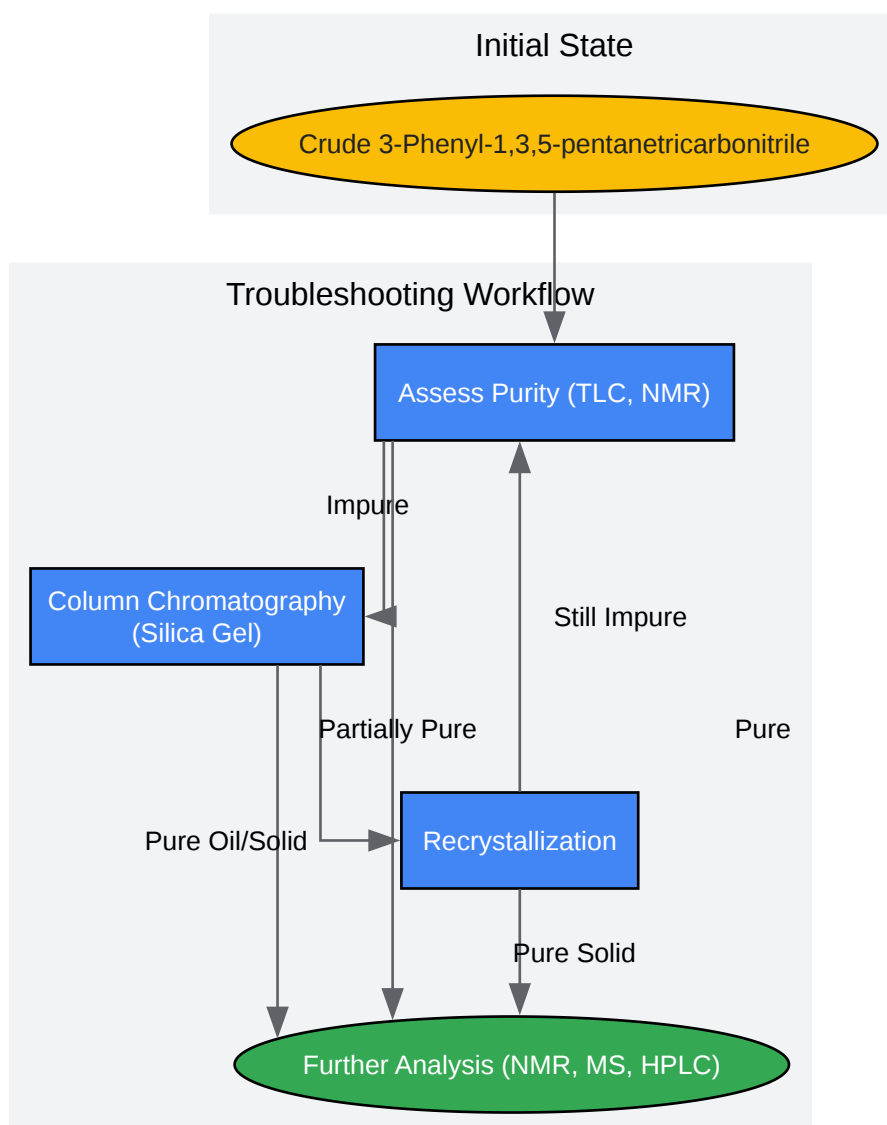 Initial State
Crude 3-Phenyl-1,3,5-pentanetricarbonitrile
Troubleshooting Workflow
Assess Purity (TLC, NMR)
Impure
Column Chromatography
(Silica Gel)
Still Impure
Partially Pure
Pure
Pure Oil/Solid
Recrystallization
Pure Solid
Further Analysis (NMR, MS, HPLC)